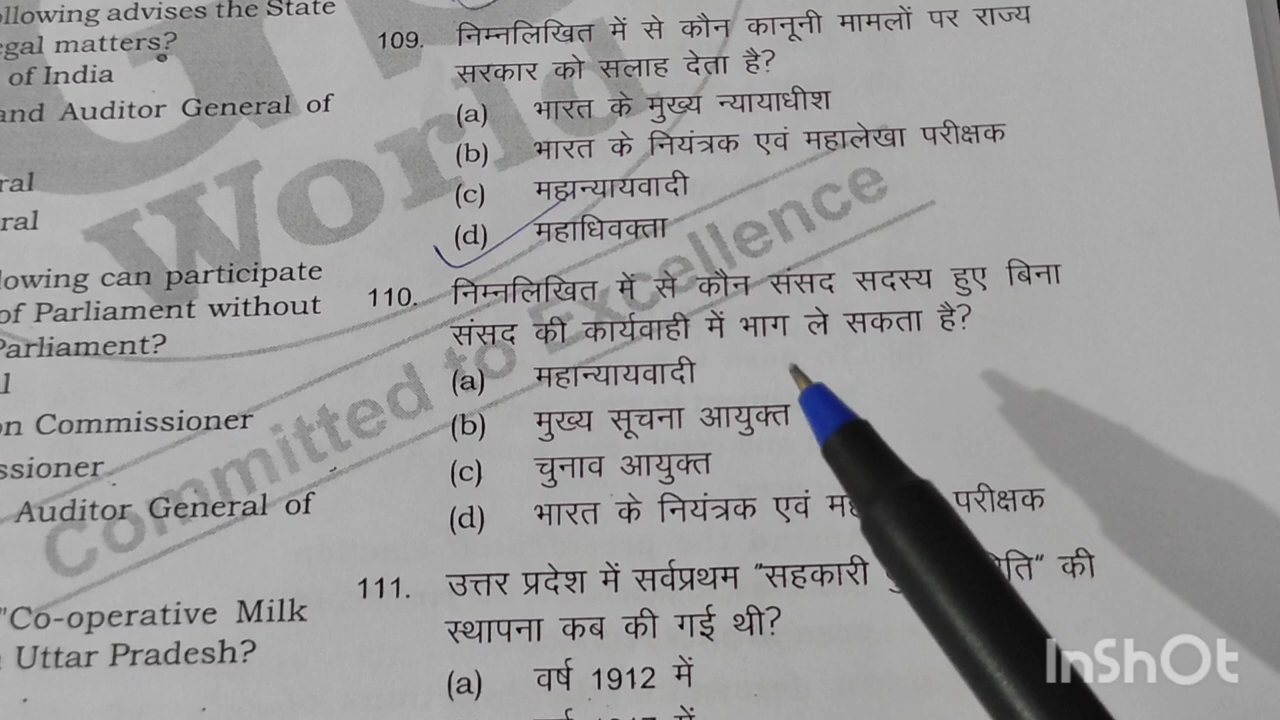 ollowing advises the State
egal matters?
of India
and Auditor General of
ral
ral
lowing can participate
of Parliament without
Parliament?
l
on Commissioner
ssioner
Auditor General of
"Co-operative Milk
Uttar Pradesh?
109. निम्नलिखित में से कौन कानूनी मामलों पर राज्य
सरकार को सलाह देता है?
(a) भारत के मुख्य न्यायाधीश
(b) भारत के नियंत्रक एवं महालेखा परीक्षक
(c) मह्मन्यायवादी
(d) महाधिवक्ता
110. निम्नलिखित में से कौन संसद सदस्य हुए बिना
संसद की कार्यवाही में भाग ले सकता है?
(a) महान्यायवादी
(b) मुख्य सूचना आयुक्त
(c) चुनाव आयुक्त
(d) भारत के नियंत्रक एवं परीक्षक
111. उत्तर प्रदेश में सर्वप्रथम "सहकारी की
स्थापना कब की गई थी?
(a) वर्ष 1912 में
World
Committed to Excellence
InShOt